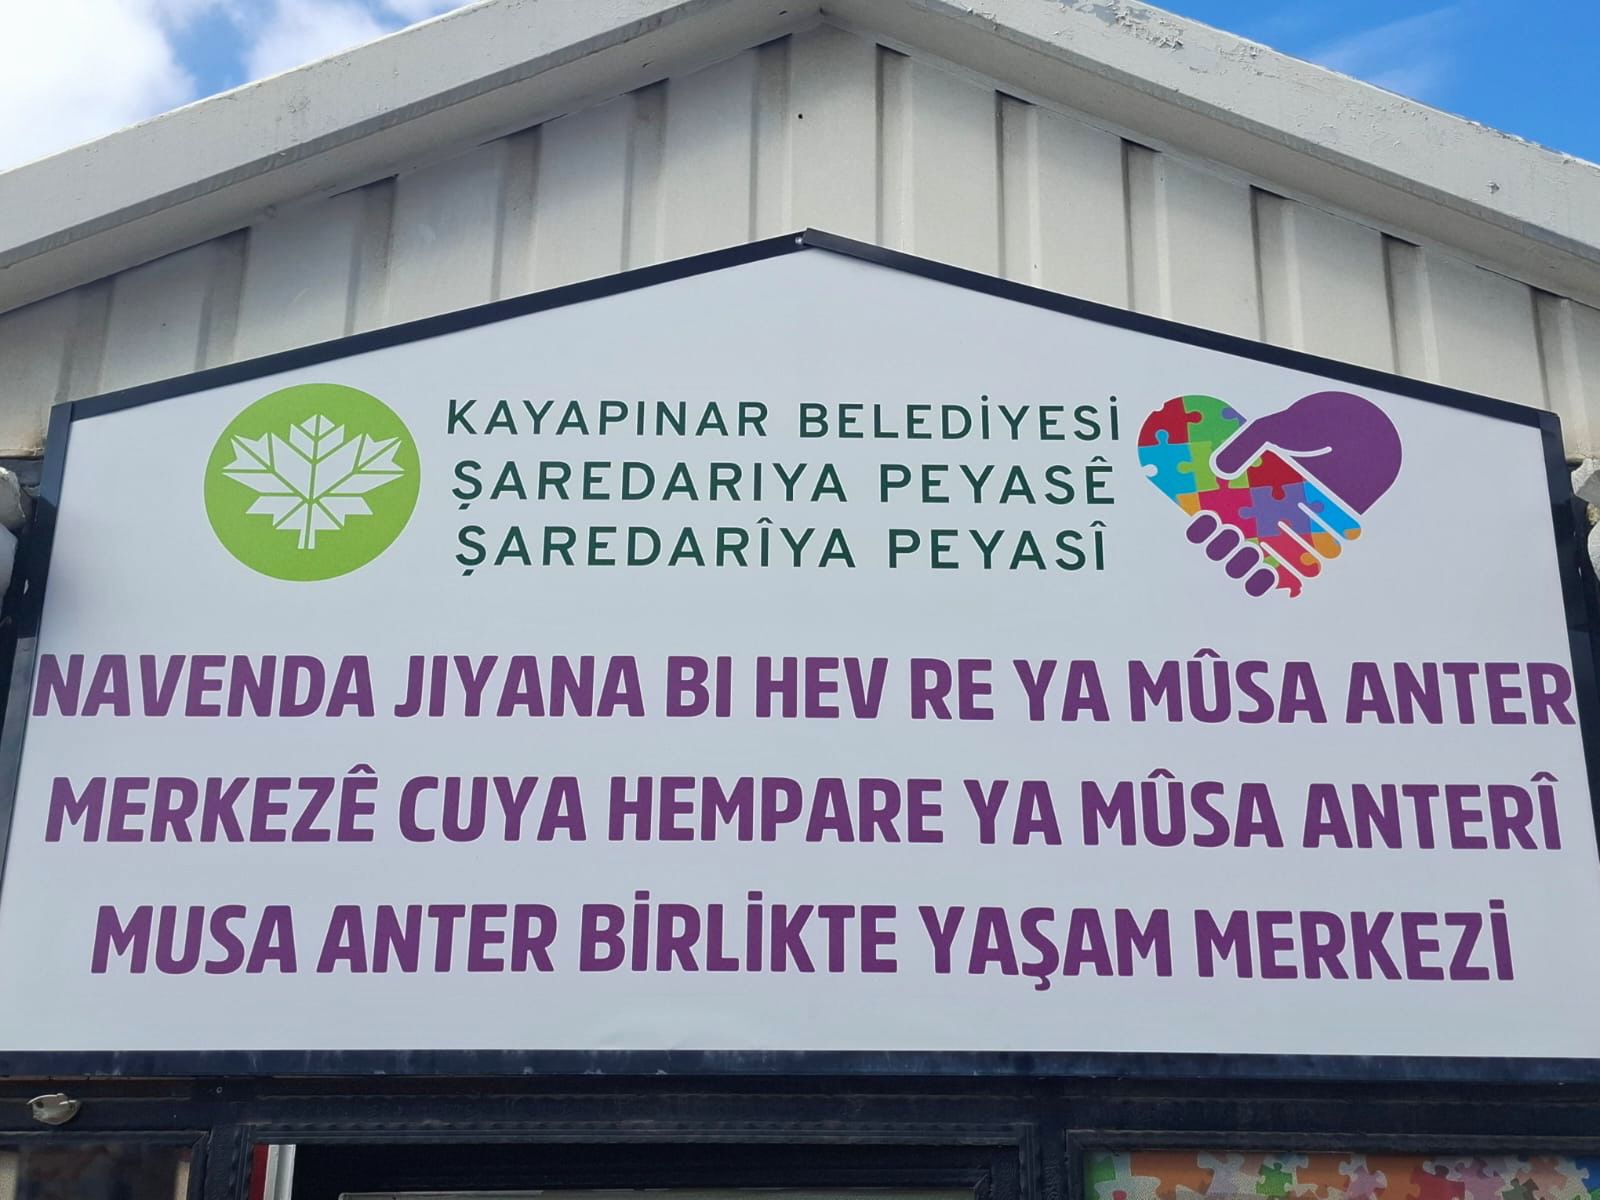 KAYAPINAR BELEDİYESİ
ŞAREDARIYA PEYASÊ
ŞAREDARÎYA PEYASÎ
NAVENDA JIYANA BI HEV RE YA MÛSA ANTER
MERKEZÊ CUYA HEMPARE YA MÛSA ANTERÎ
MUSA ANTER BİRLİKTE YAŞAM MERKEZİ